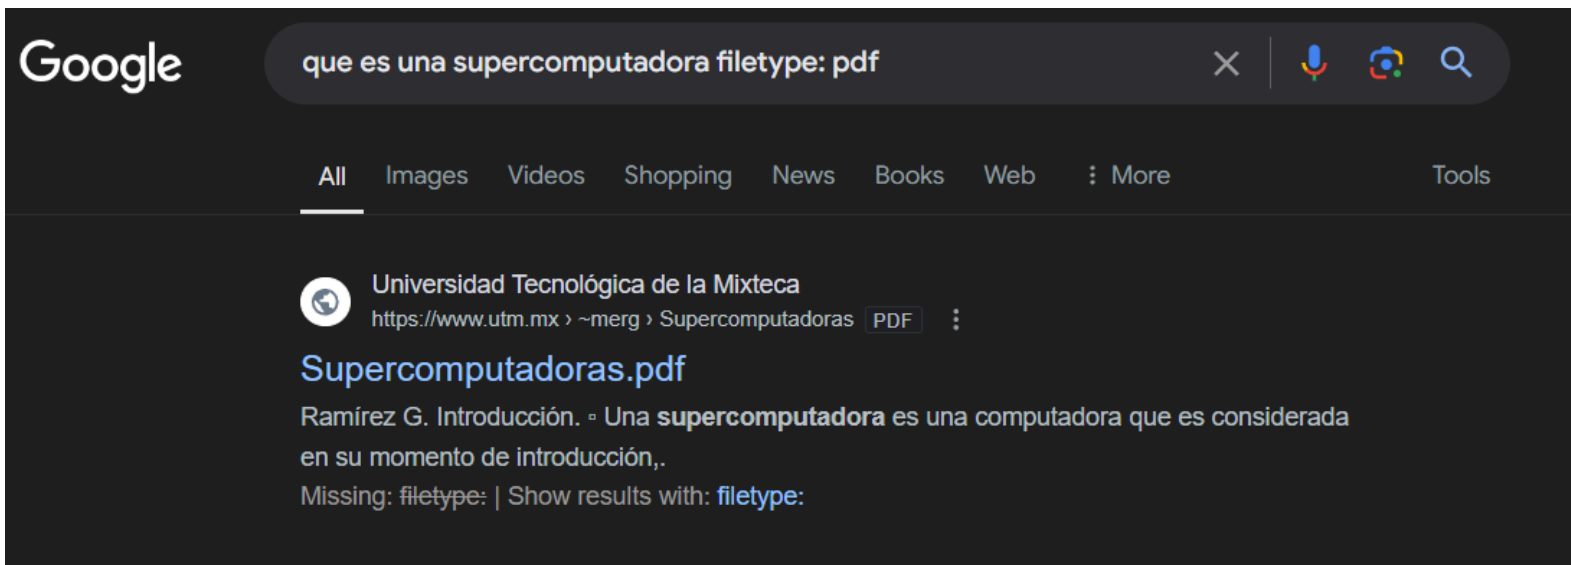 Google
que es una supercomputadora filetype: pdf
All Images Videos Shopping News Books Web More Tools
Universidad Tecnológica de la Mixteca
https://www.utm.mx › ~merg › Supercomputadoras PDF
Supercomputadoras.pdf
Ramírez G. Introducción. ▫ Una supercomputadora es una computadora que es considerada
en su momento de introducción,.
Missing: filetype: | Show results with: filetype: